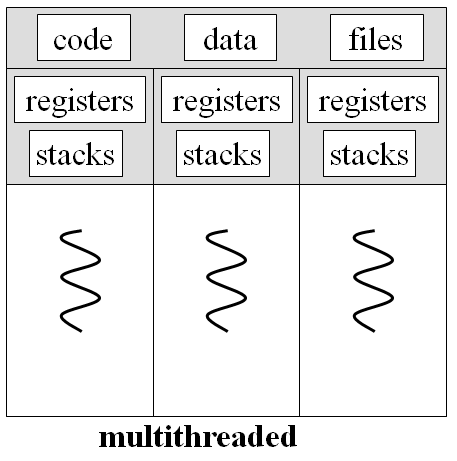 code data files
registers registers registers
stacks stacks stacks
multithreaded